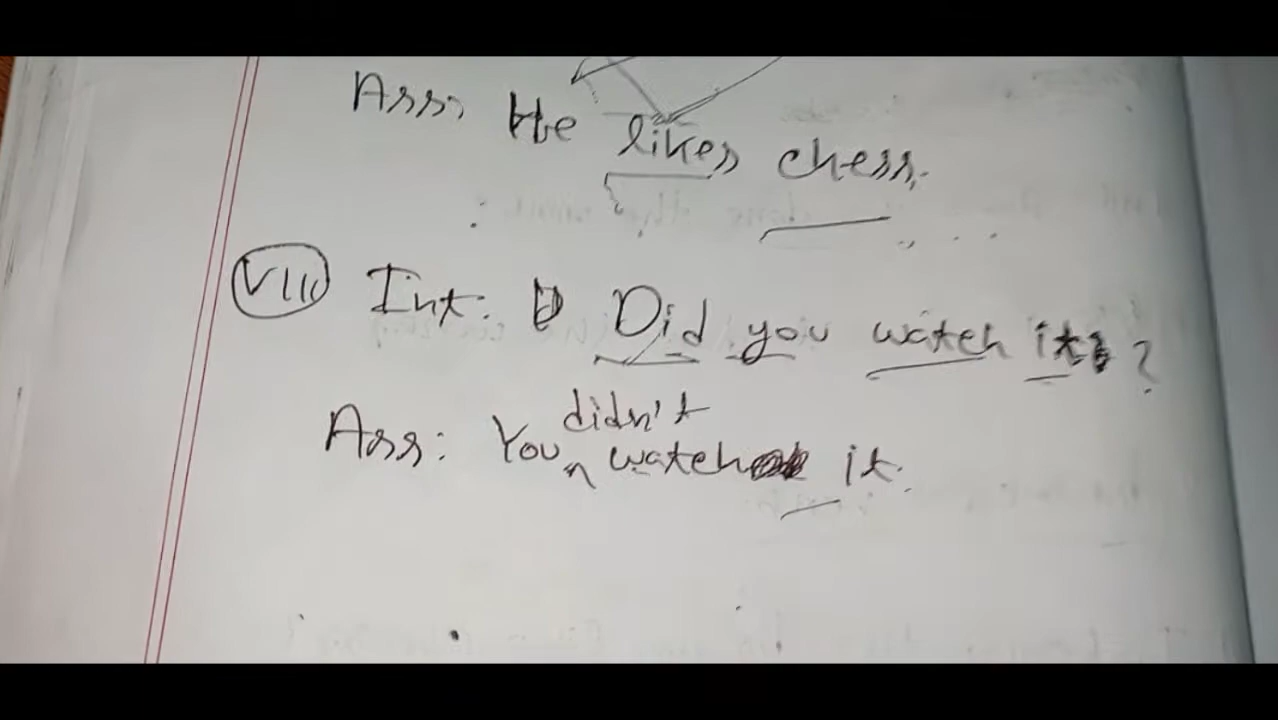 Ass: He likes chess.
VIII Int: Did you watch it?
didn't
Ass: You watch it.